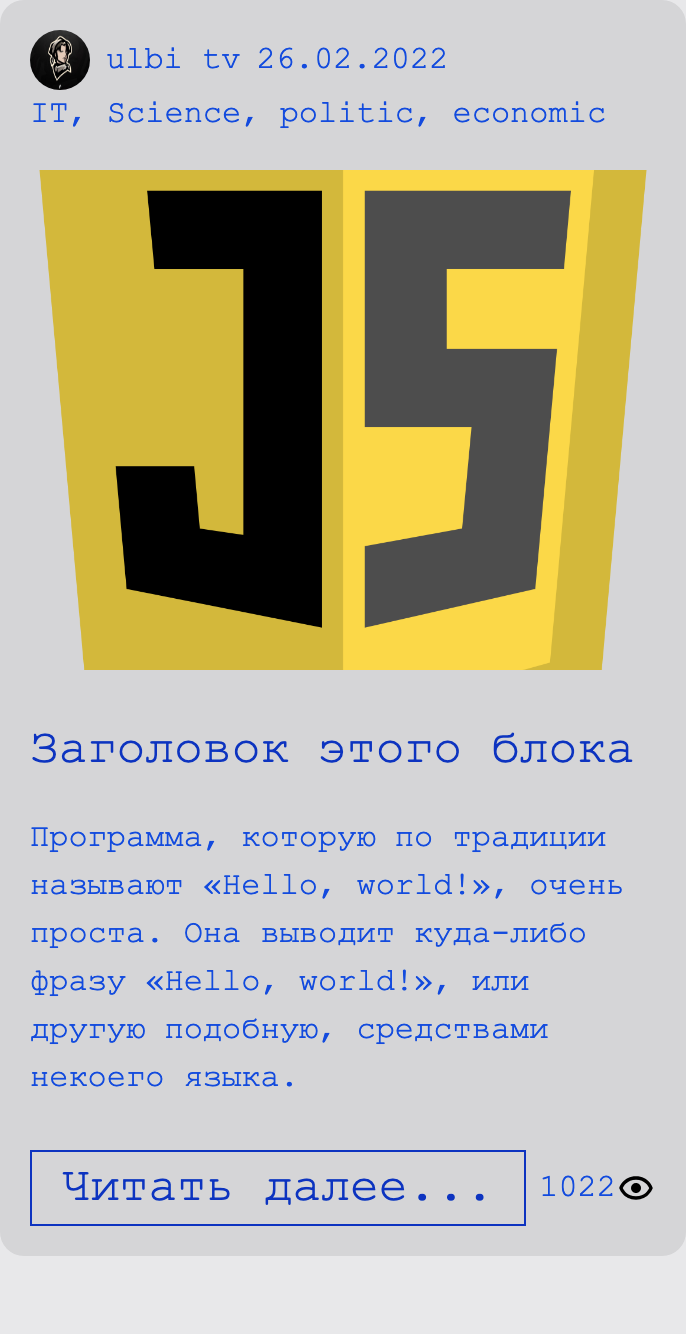 ulbi tv 26.02.2022
IT, Science, politic, economic
JS
Заголовок этого блока
Программа, которую по традиции
называют «Hello, world!», очень
проста. Она выводит куда-либо
фразу «Hello, world!», или
другую подобную, средствами
некоего языка.
Читать далее... 1022